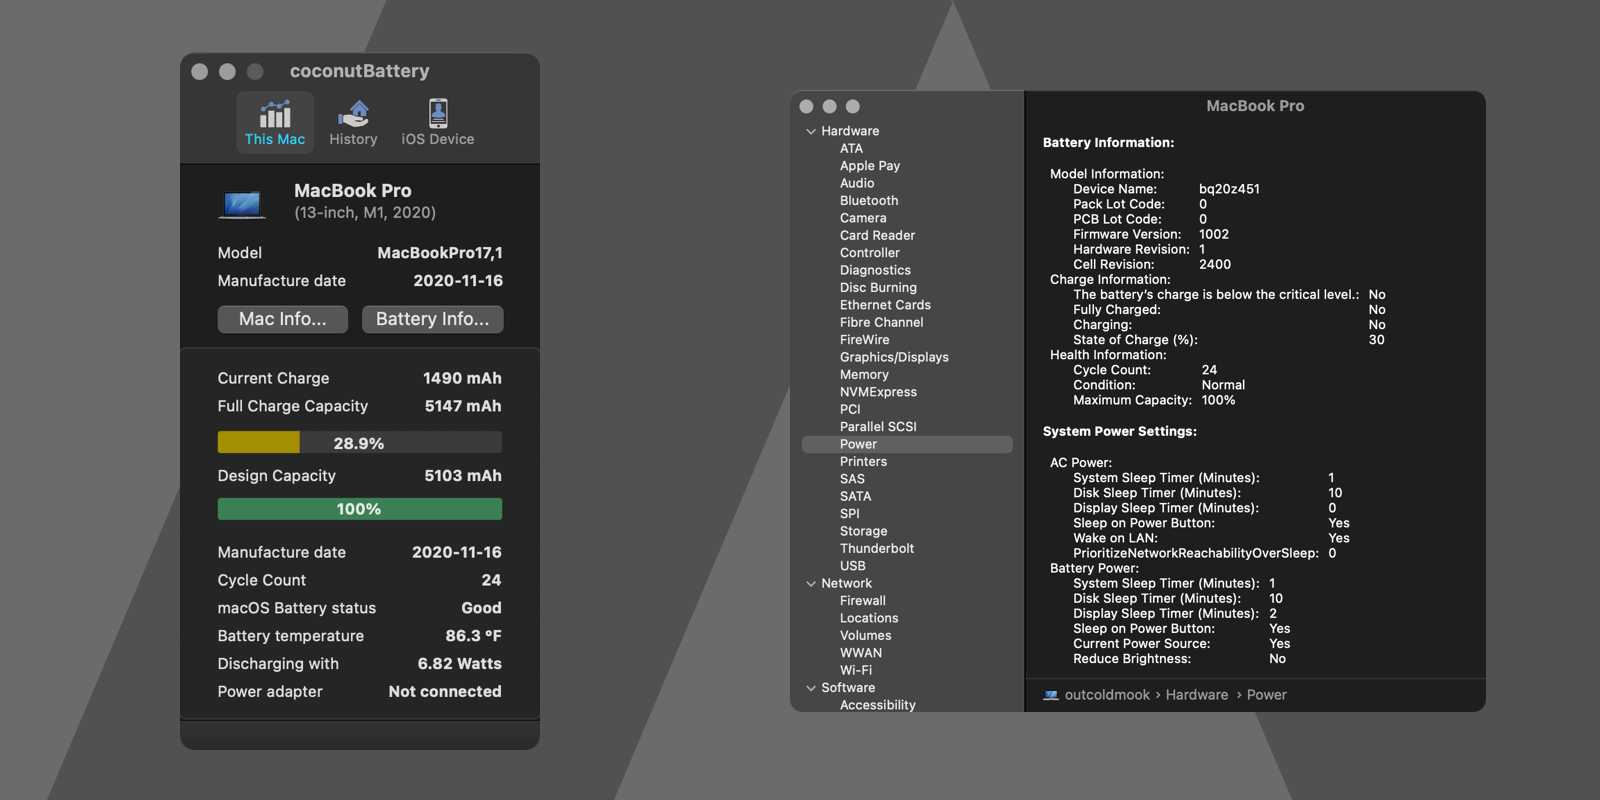 coconutBattery
This Mac History iOS Device
MacBook Pro
(13-inch, M1, 2020)
Model MacBookPro17,1
Manufacture date 2020-11-16
Mac Info... Battery Info...
Current Charge 1490 mAh
Full Charge Capacity 5147 mAh
28.9%
Design Capacity 5103 mAh
100%
Manufacture date 2020-11-16
Cycle Count 24
macOS Battery status Good
Battery temperature 86.3 ºF
Discharging with 6.82 Watts
Power adapter Not connected
Hardware
ATA
Apple Pay
Audio
Bluetooth
Camera
Card Reader
Controller
Diagnostics
Disc Burning
Ethernet Cards
Fibre Channel
FireWire
Graphics/Displays
Memory
NVMExpress
PCI
Parallel SCSI
Power
Printers
SAS
SATA
SPI
Storage
Thunderbolt
USB
Network
Firewall
Locations
Volumes
WWAN
Wi-Fi
Software
Accessibility
MacBook Pro
Battery Information:
Model Information:
Device Name: bq20z451
Pack Lot Code: 0
PCB Lot Code: 0
Firmware Version: 1002
Hardware Revision: 1
Cell Revision: 2400
Charge Information:
The battery’s charge is below the critical level.: No
Fully Charged: No
Charging: No
State of Charge (%): 30
Health Information:
Cycle Count: 24
Condition: Normal
Maximum Capacity: 100%
System Power Settings:
AC Power:
System Sleep Timer (Minutes): 1
Disk Sleep Timer (Minutes): 10
Display Sleep Timer (Minutes): 0
Sleep on Power Button: Yes
Wake on LAN: Yes
PrioritizeNetworkReachabilityOverSleep: 0
Battery Power:
System Sleep Timer (Minutes): 1
Disk Sleep Timer (Minutes): 10
Display Sleep Timer (Minutes): 2
Sleep on Power Button: Yes
Current Power Source: Yes
Reduce Brightness: No
outcoldmook › Hardware › Power